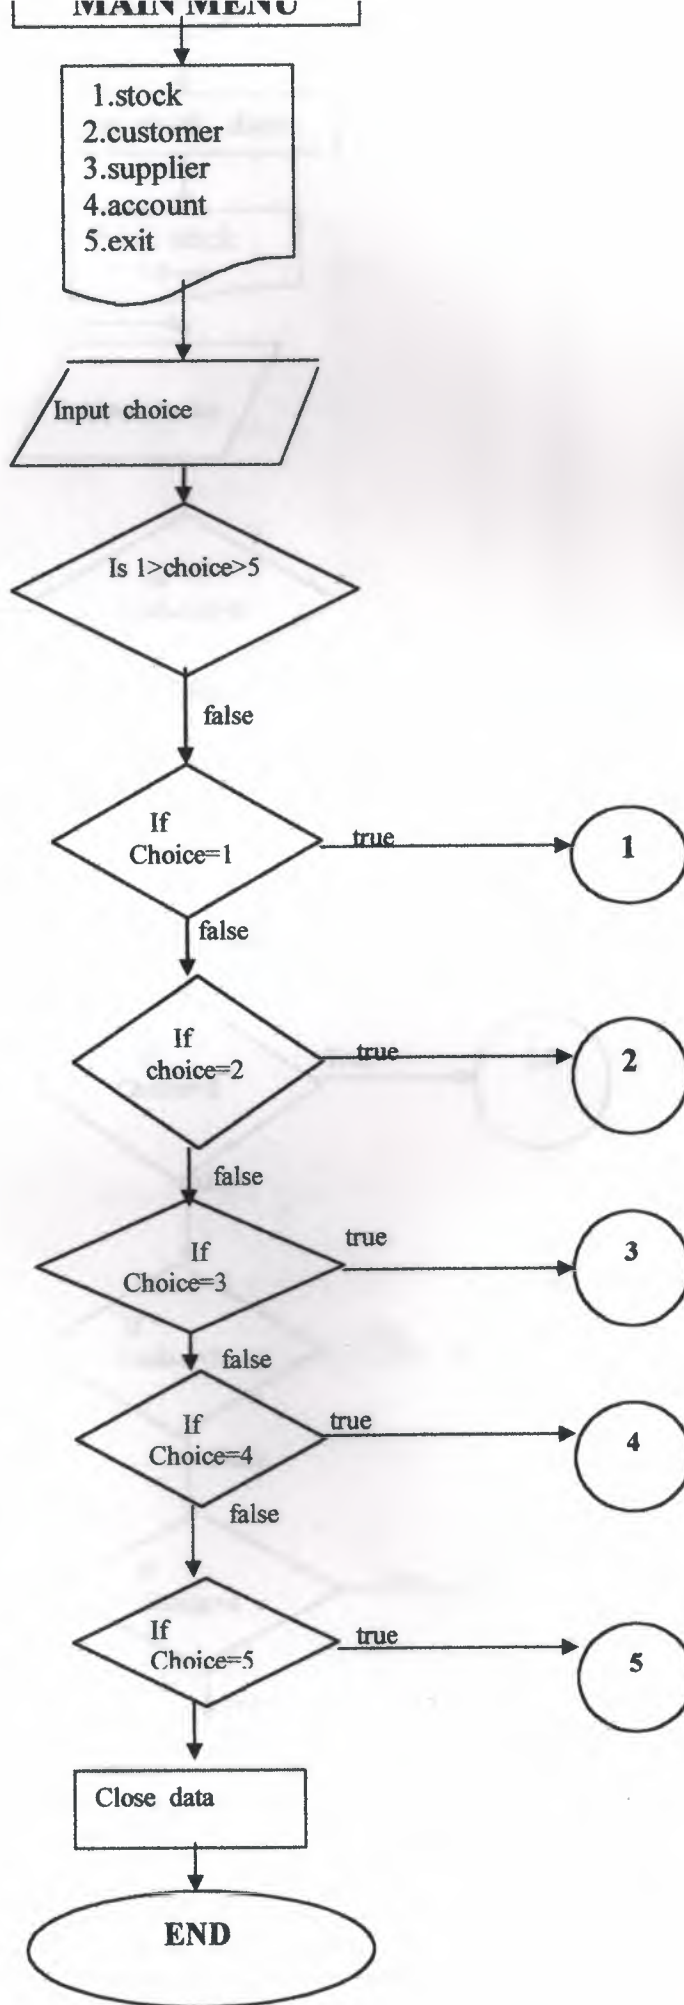 MAIN MENU
1.stock
2.customer
3.supplier
4.account
5.exit
Input choice
Is 1>choice>5
false
If
Choice=1
true
1
false
If
choice=2
true
2
false
If
Choice=3
true
3
false
If
Choice=4
true
4
false
If
Choice=5
true
5
Close data
END